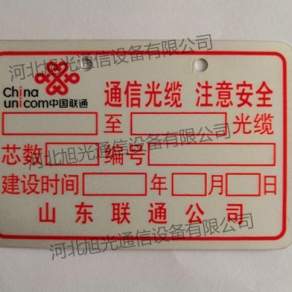 河北旭光通信设备有限公司
China
unicom中国联通
通信光缆 注意安全
至 光缆
河北旭光通信设备有限公司
芯数 编号
建设时间 年 月 日
山东联通公司
河北旭光通信设备有限公司